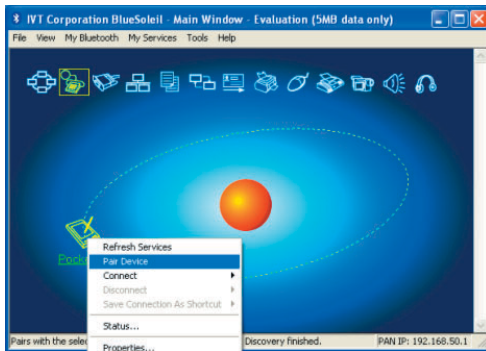 IVT Corporation BlueSoleil - Main Window - Evaluation (5MB data only)
File View My Bluetooth My Services Tools Help
Refresh Services
Pair Device
Connect
Disconnect
Save Connection As Shortcut
Status...
Properties...
Pairs with the selec
Discovery finished.
PAN IP: 192.168.50.1